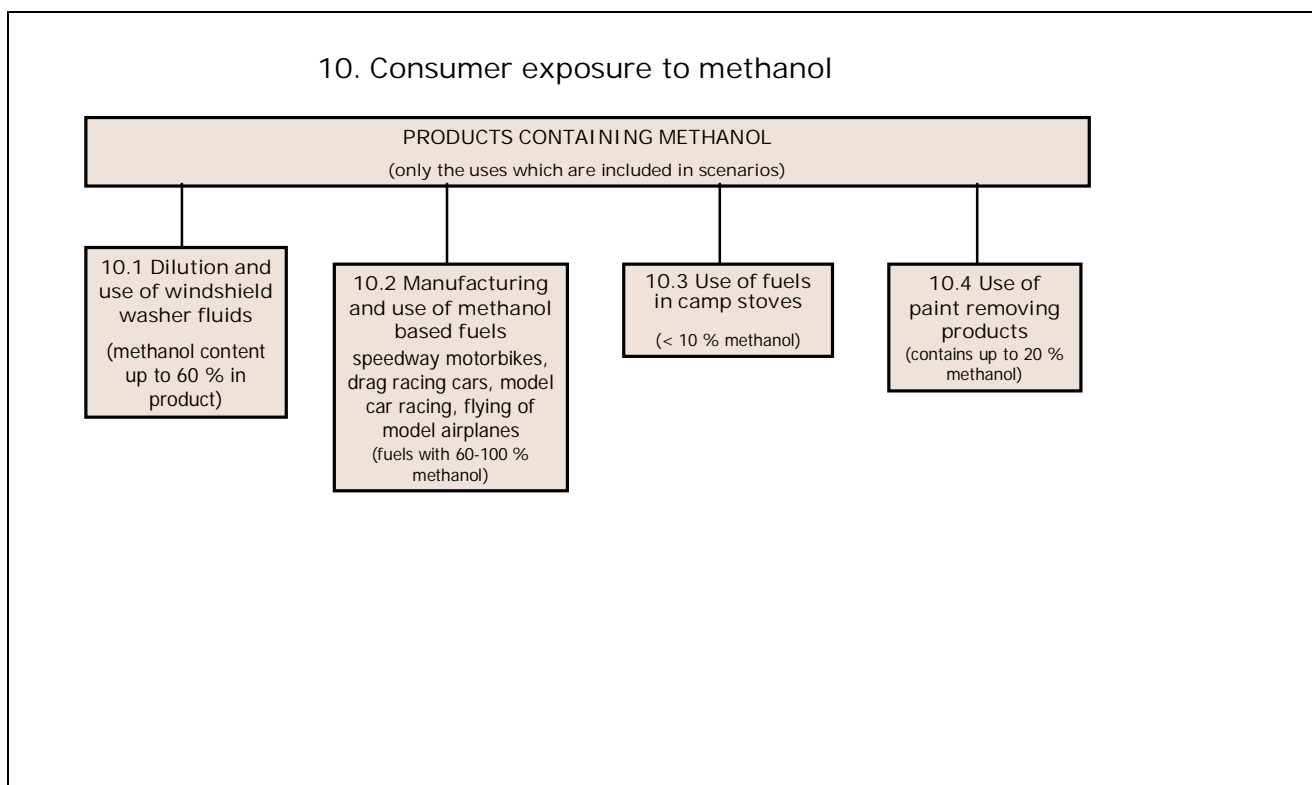 10. Consumer exposure to methanol
PRODUCTS CONTAINING METHANOL
(only the uses which are included in scenarios)
10.1 Dilution and
use of windshield
washer fluids
(methanol content
up to 60 % in
product)
10.2 Manufacturing
and use of methanol
based fuels
speedway motorbikes,
drag racing cars, model
car racing, flying of
model airplanes
(fuels with 60-100 %
methanol)
10.3 Use of fuels
in camp stoves
(< 10 % methanol)
10.4 Use of
paint removing
products
(contains up to 20 %
methanol)